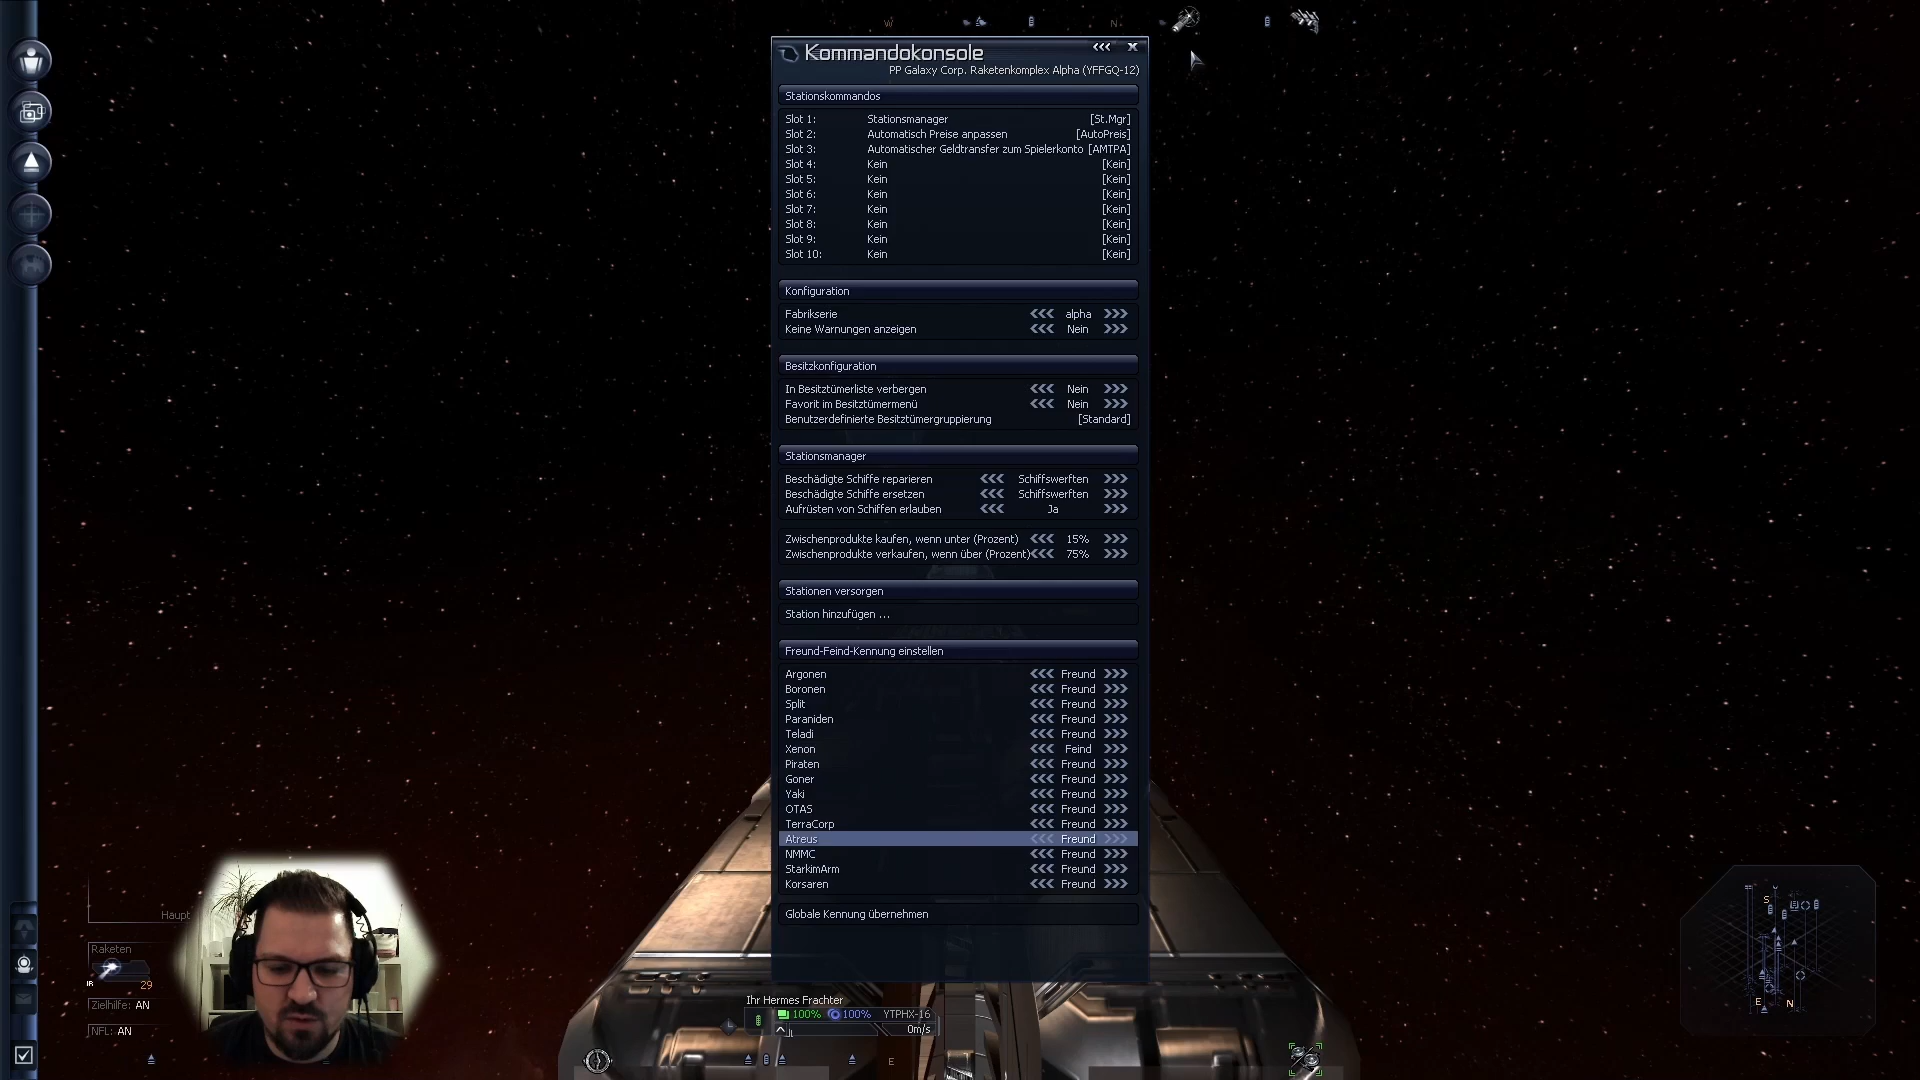 W
N
Kommandokonsole
PP Galaxy Corp. Raketenkomplex Alpha (YFFGQ-12)
Stationskommandos
Slot 1: Stationsmanager [St.Mgr]
Slot 2: Automatisch Preise anpassen [AutoPreis]
Slot 3: Automatischer Geldtransfer zum Spielerkonto [AMTPA]
Slot 4: Kein [Kein]
Slot 5: Kein [Kein]
Slot 6: Kein [Kein]
Slot 7: Kein [Kein]
Slot 8: Kein [Kein]
Slot 9: Kein [Kein]
Slot 10: Kein [Kein]
Konfiguration
Fabrikserie alpha
Keine Warnungen anzeigen Nein
Besitzkonfiguration
In Besitztümerliste verbergen Nein
Favorit im Besitztümermenü Nein
Benutzerdefinierte Besitztümergruppierung [Standard]
Stationsmanager
Beschädigte Schiffe reparieren Schiffswerften
Beschädigte Schiffe ersetzen Schiffswerften
Aufrüsten von Schiffen erlauben Ja
Zwischenprodukte kaufen, wenn unter (Prozent) 15%
Zwischenprodukte verkaufen, wenn über (Prozent) 75%
Stationen versorgen
Station hinzufügen ...
Freund-Feind-Kennung einstellen
Argonen Freund
Boronen Freund
Split Freund
Paraniden Freund
Teladi Freund
Xenon Feind
Piraten Freund
Goner Freund
Yaki Freund
OTAS Freund
TerraCorp Freund
Atreus Freund
NMMC Freund
StarkimArm Freund
Korsaren Freund
Globale Kennung übernehmen
Haupt
Raketen
IR 29
Zielhilfe: AN
NFL: AN
Ihr Hermes Frachter
100% 100% YTPHX-16
0m/s
E
S
E
N